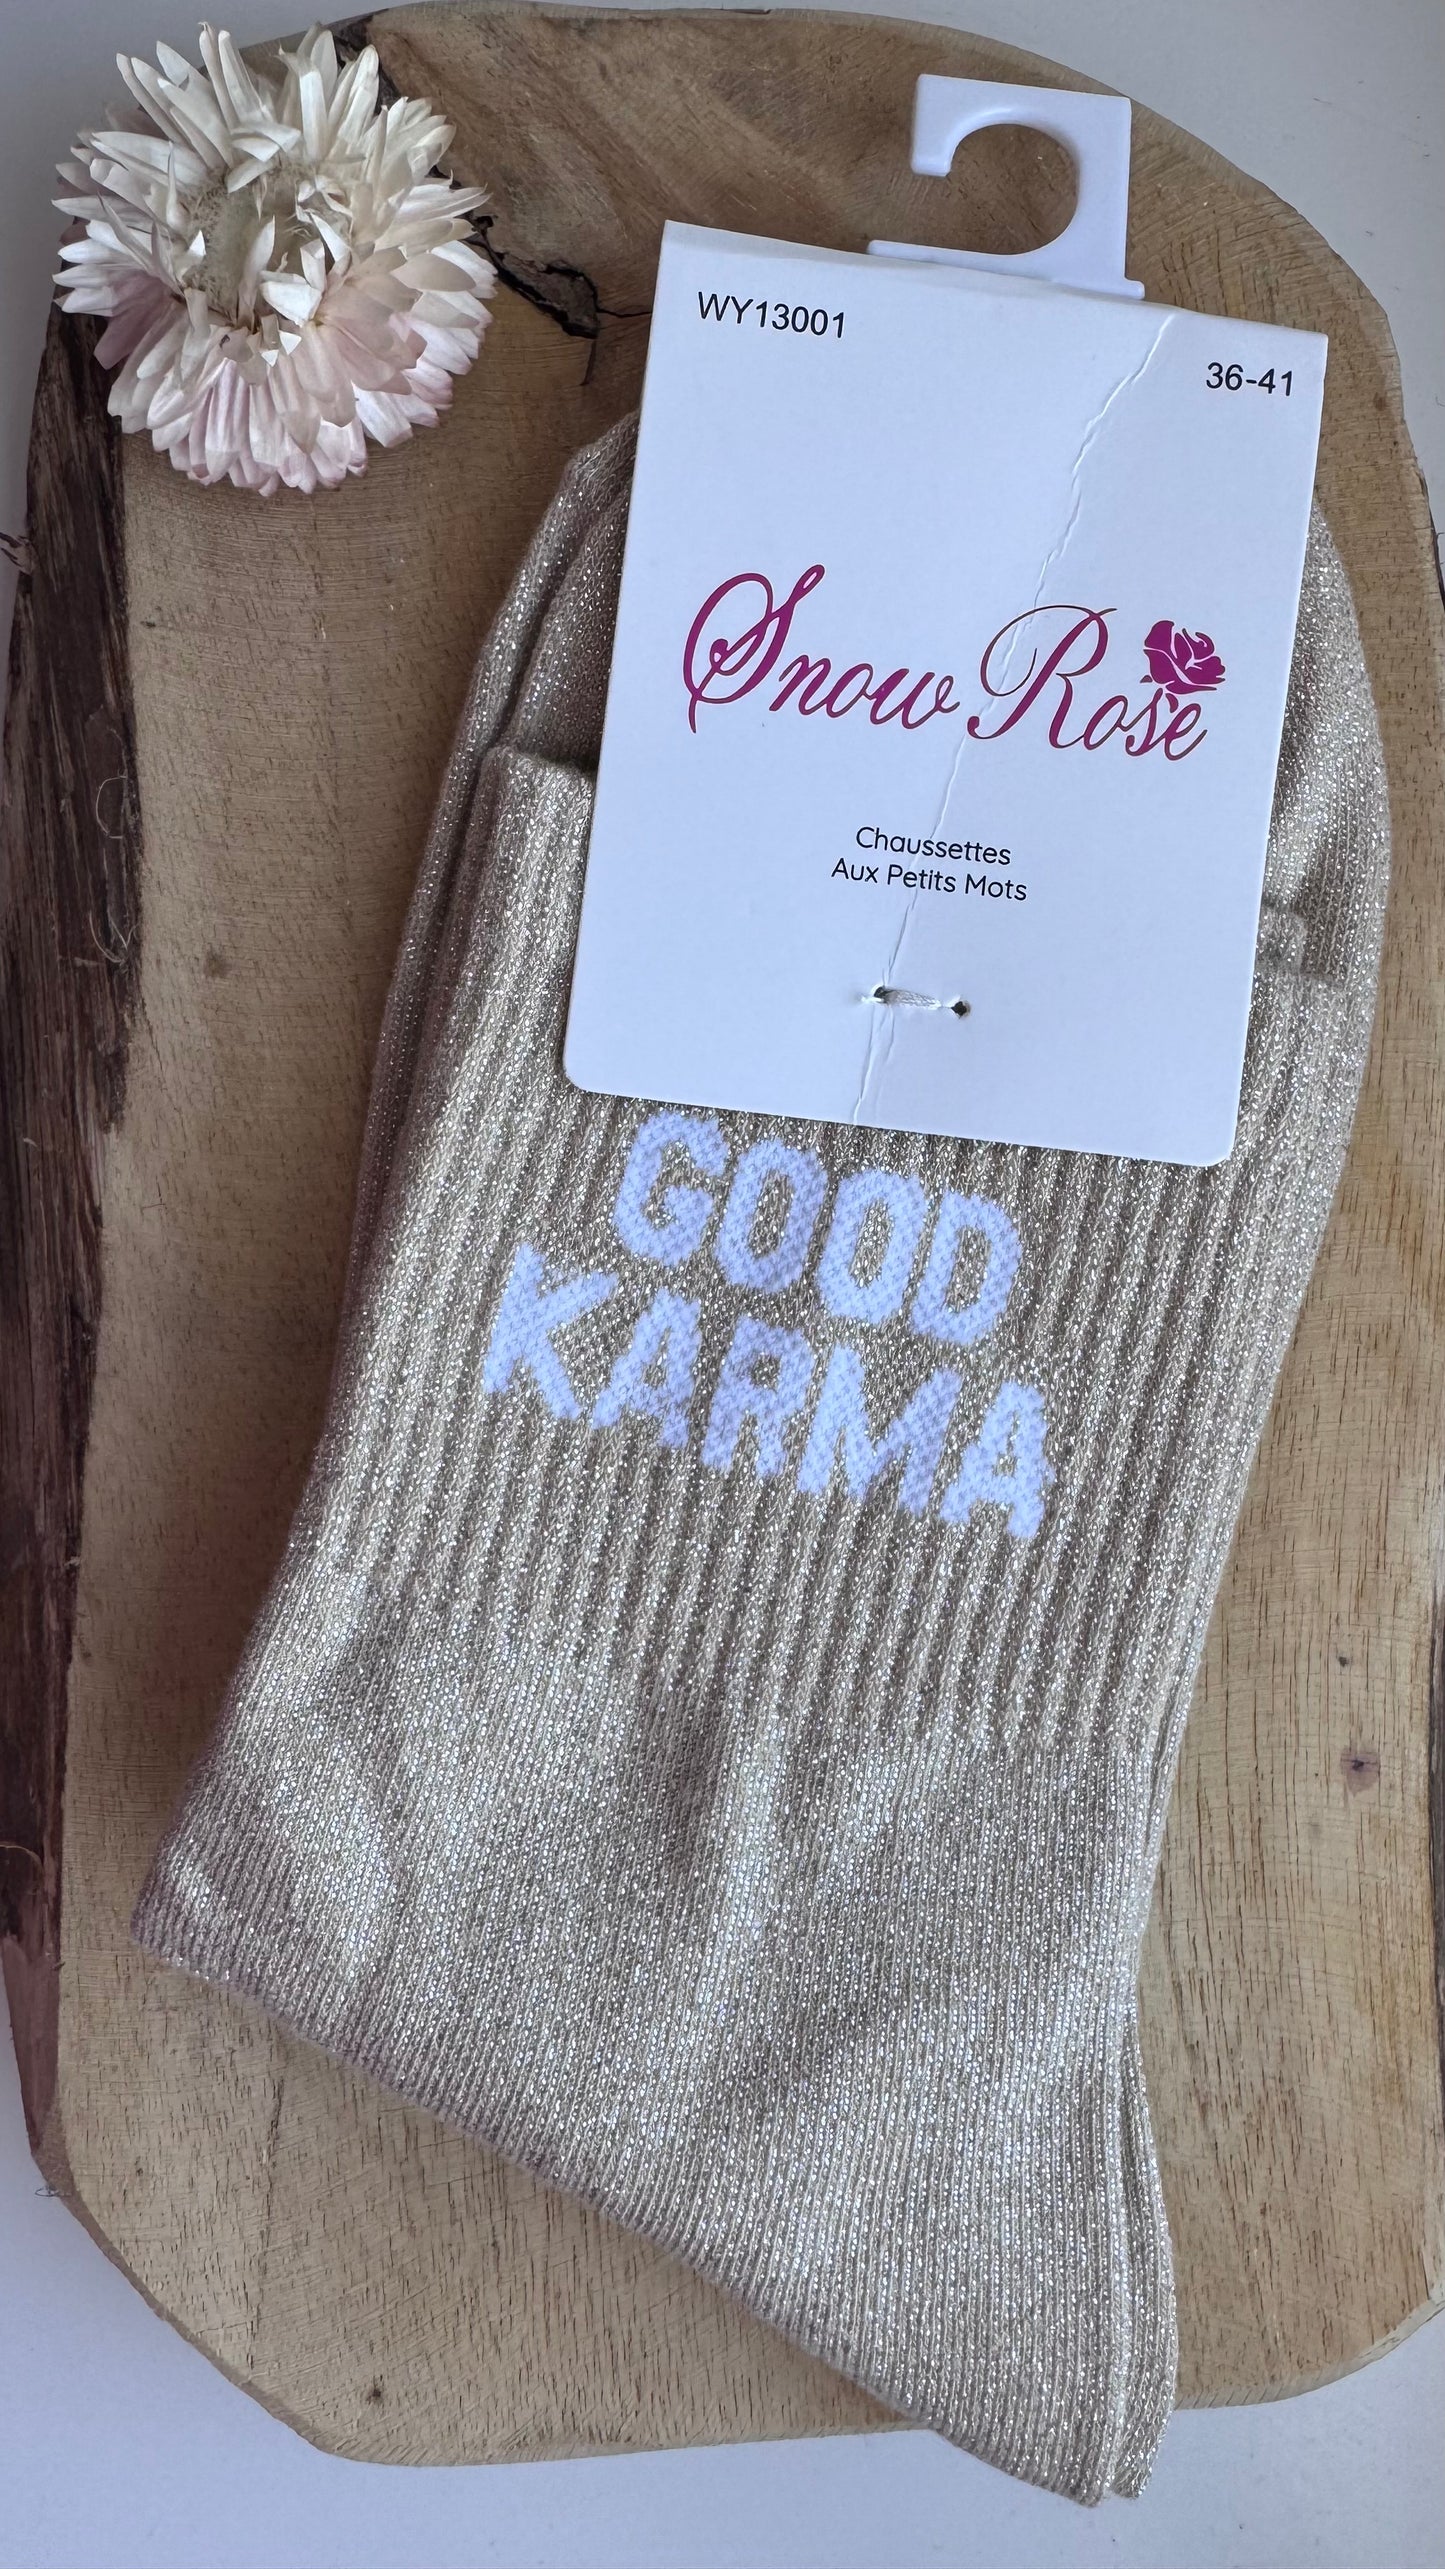 WY13001
36-41
Snow Rose
Chaussettes
Aux Petits Mots
GOOD
KARMA